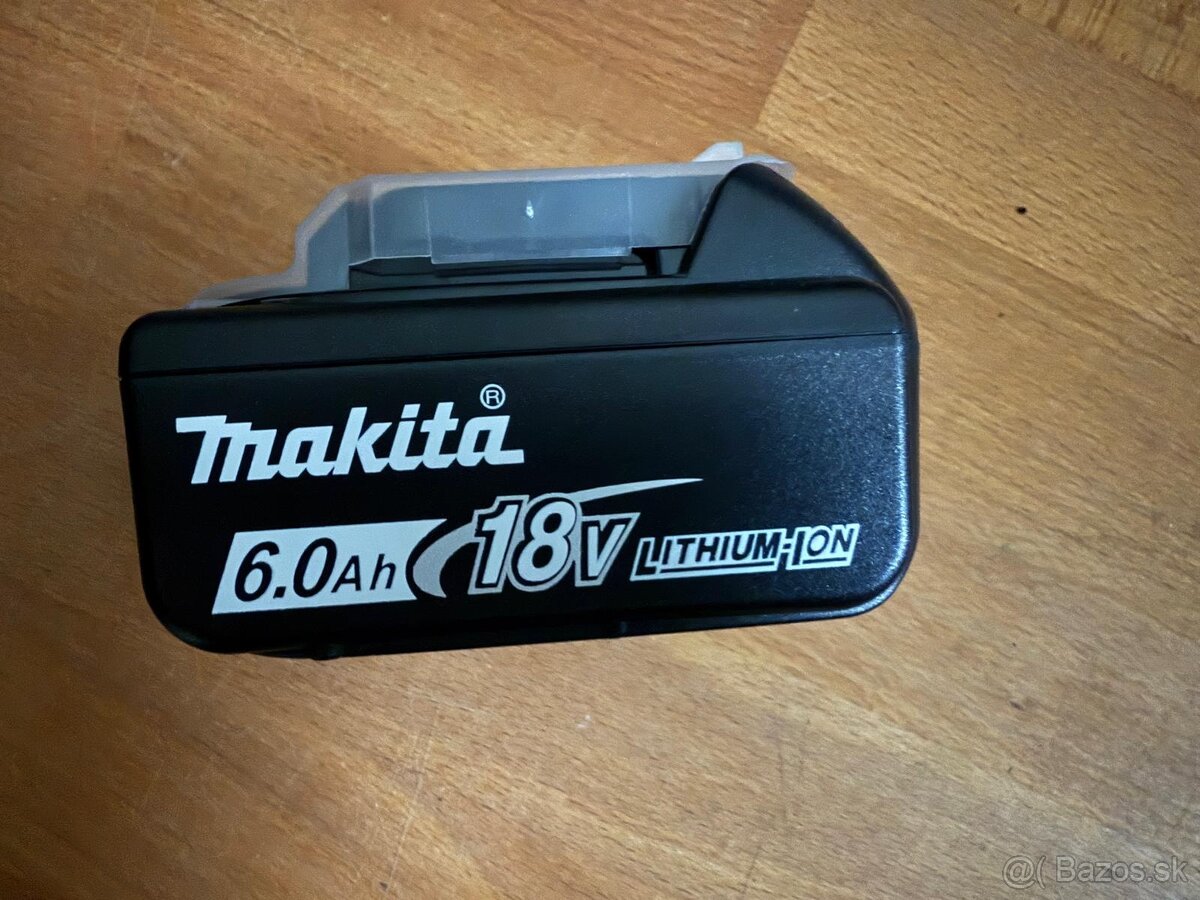 makita®
6.0Ah 18V LITHIUM-ION
@( Bazos.sk